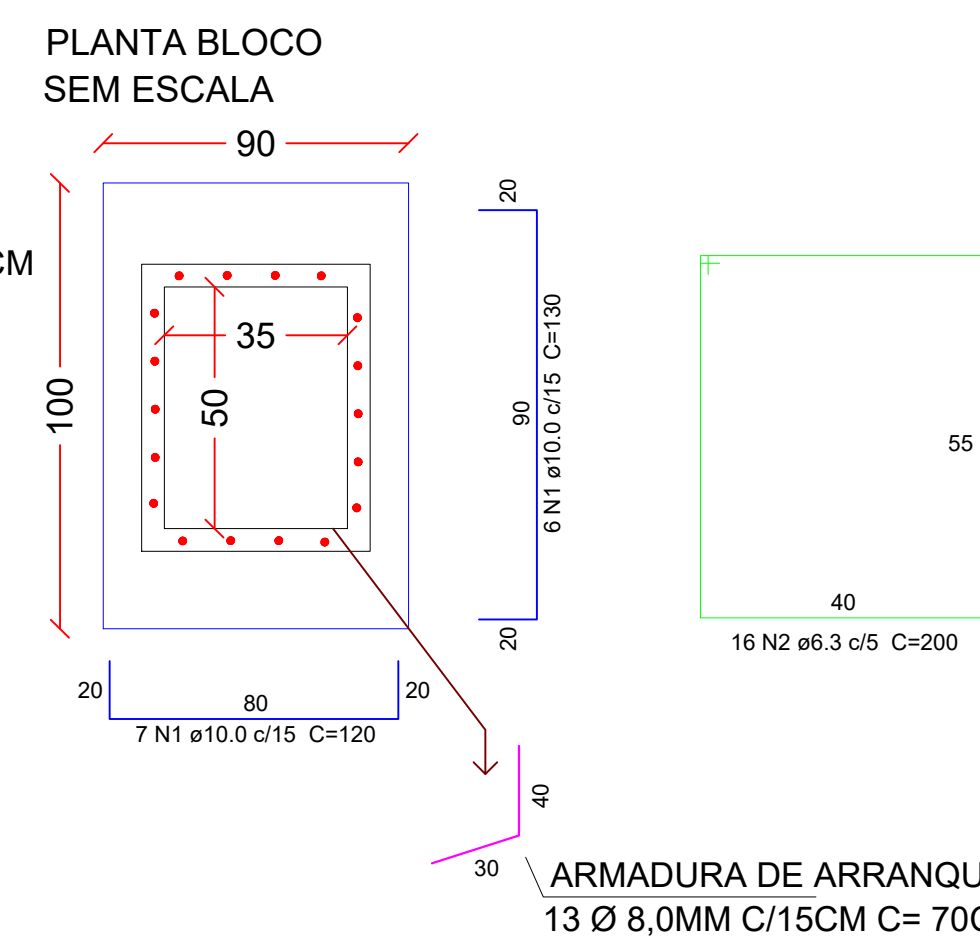 PLANTA BLOCO
SEM ESCALA
90
CM
100
35
50
20
90
6 N1 ø10.0 c/15 C=130
20
55
40
16 N2 ø6.3 c/5 C=200
20
80
20
7 N1 ø10.0 c/15 C=120
40
30
ARMADURA DE ARRANQU
13 Ø 8,0MM C/15CM C= 70C